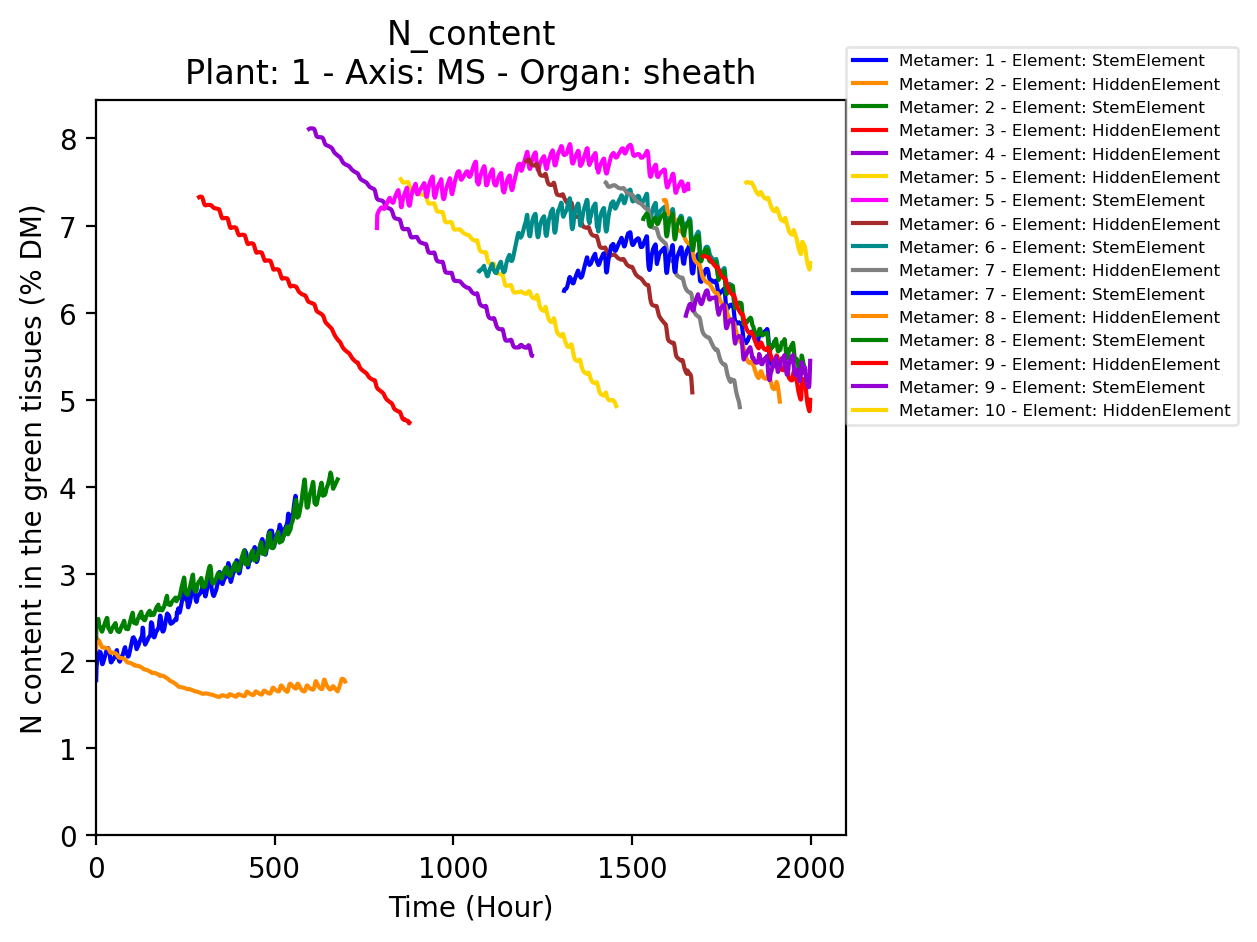 N_content
Plant: 1 - Axis: MS - Organ: sheath
N content in the green tissues (% DM)
8
7
6
5
4
3
2
1
0
0 500 1000 1500 2000
Time (Hour)
Metamer: 1 - Element: StemElement
Metamer: 2 - Element: HiddenElement
Metamer: 2 - Element: StemElement
Metamer: 3 - Element: HiddenElement
Metamer: 4 - Element: HiddenElement
Metamer: 5 - Element: HiddenElement
Metamer: 5 - Element: StemElement
Metamer: 6 - Element: HiddenElement
Metamer: 6 - Element: StemElement
Metamer: 7 - Element: HiddenElement
Metamer: 7 - Element: StemElement
Metamer: 8 - Element: HiddenElement
Metamer: 8 - Element: StemElement
Metamer: 9 - Element: HiddenElement
Metamer: 9 - Element: StemElement
Metamer: 10 - Element: HiddenElement